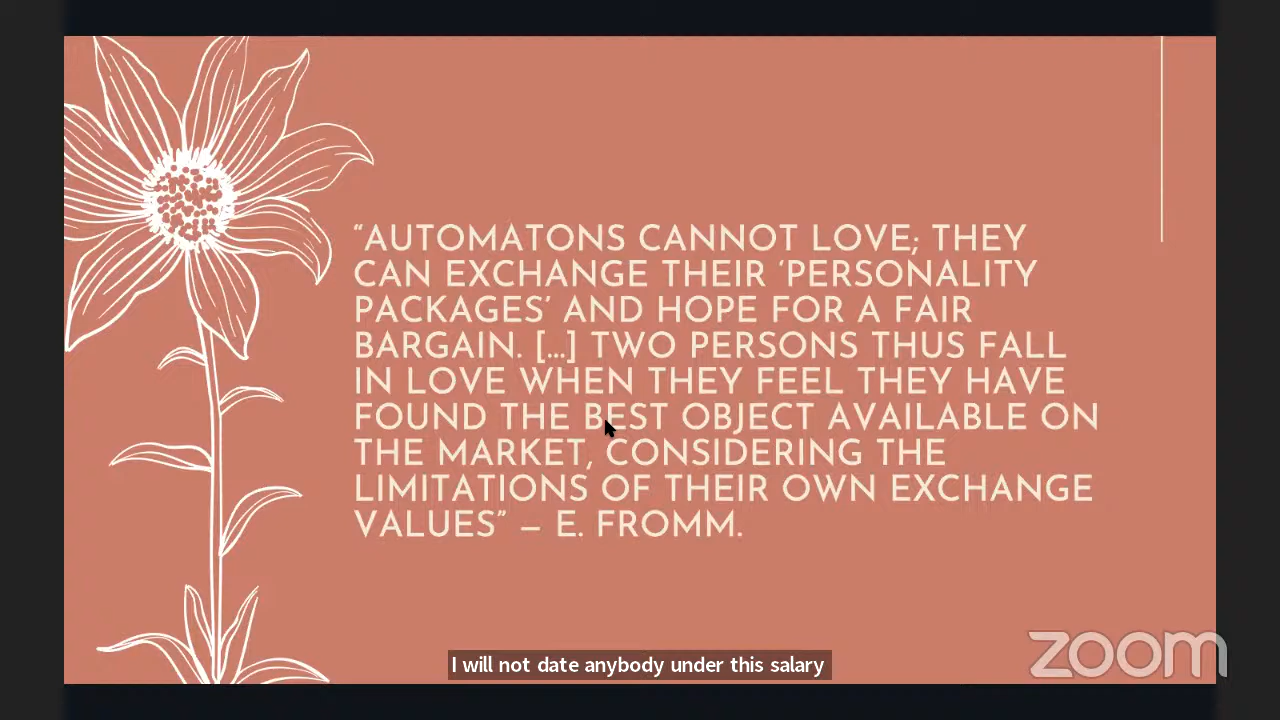 “AUTOMATONS CANNOT LOVE; THEY
CAN EXCHANGE THEIR ‘PERSONALITY
PACKAGES’ AND HOPE FOR A FAIR
BARGAIN. [...] TWO PERSONS THUS FALL
IN LOVE WHEN THEY FEEL THEY HAVE
FOUND THE BEST OBJECT AVAILABLE ON
THE MARKET, CONSIDERING THE
LIMITATIONS OF THEIR OWN EXCHANGE
VALUES” – E. FROMM.
I will not date anybody under this salary
zoom